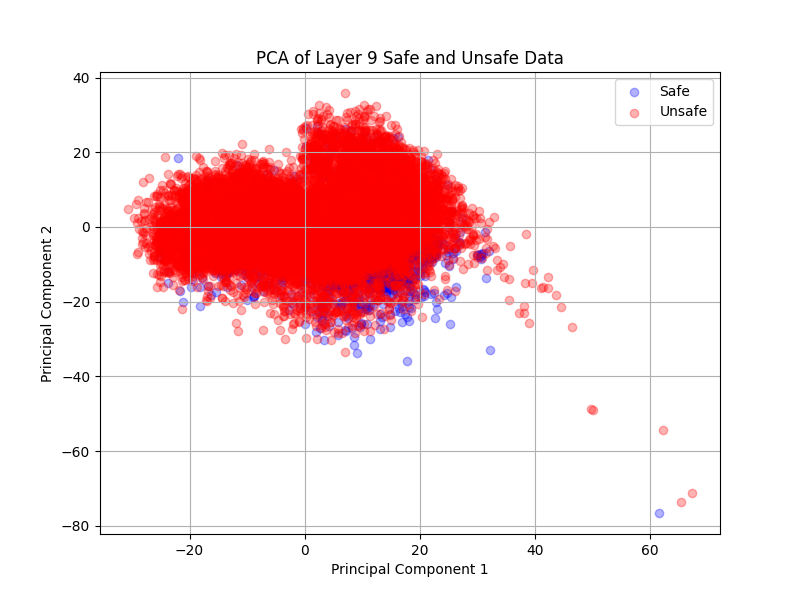 PCA of Layer 9 Safe and Unsafe Data
Safe
Unsafe
40
20
0
−20
−40
−60
−80
Principal Component 2
−20
0
20
40
60
Principal Component 1